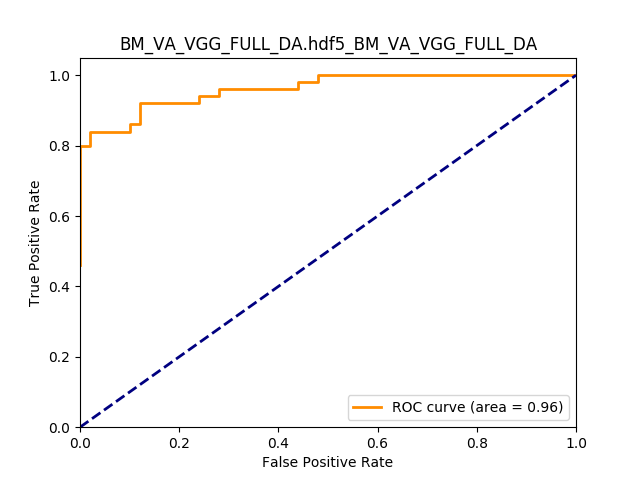 BM_VA_VGG_FULL_DA.hdf5_BM_VA_VGG_FULL_DA
1.0
0.8
0.6
0.4
0.2
0.0
True Positive Rate
ROC curve (area = 0.96)
0.0 0.2 0.4 0.6 0.8 1.0
False Positive Rate